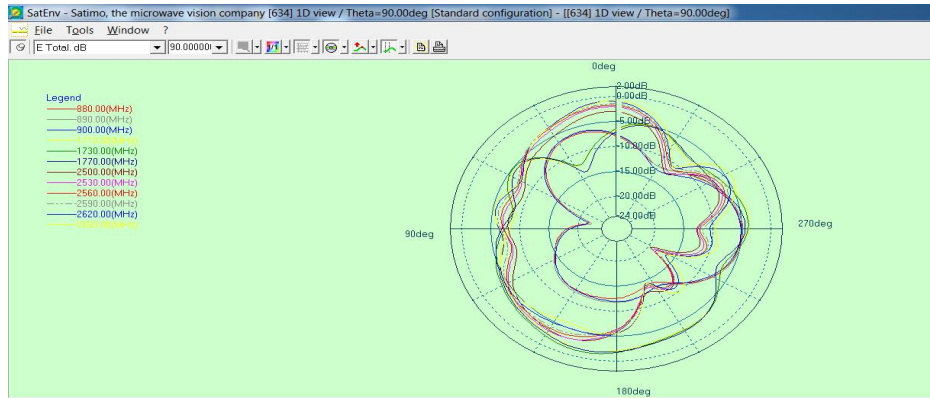 SatEnv - Satimo, the microwave vision company [634] 1D view / Theta=90.00deg [Standard configuration] - [[634] 1D view / Theta=90.00deg]
File Tools Window ?
E Total. dB 90.00000
0deg
Legend
880.00(MHz)
890.00(MHz)
900.00(MHz)
1730.00(MHz)
1770.00(MHz)
2500.00(MHz)
2530.00(MHz)
2560.00(MHz)
2590.00(MHz)
2620.00(MHz)
2.00dB
0.00dB
-5.00dB
-10.00dB
-15.00dB
-20.00dB
-24.00dB
90deg
270deg
180deg